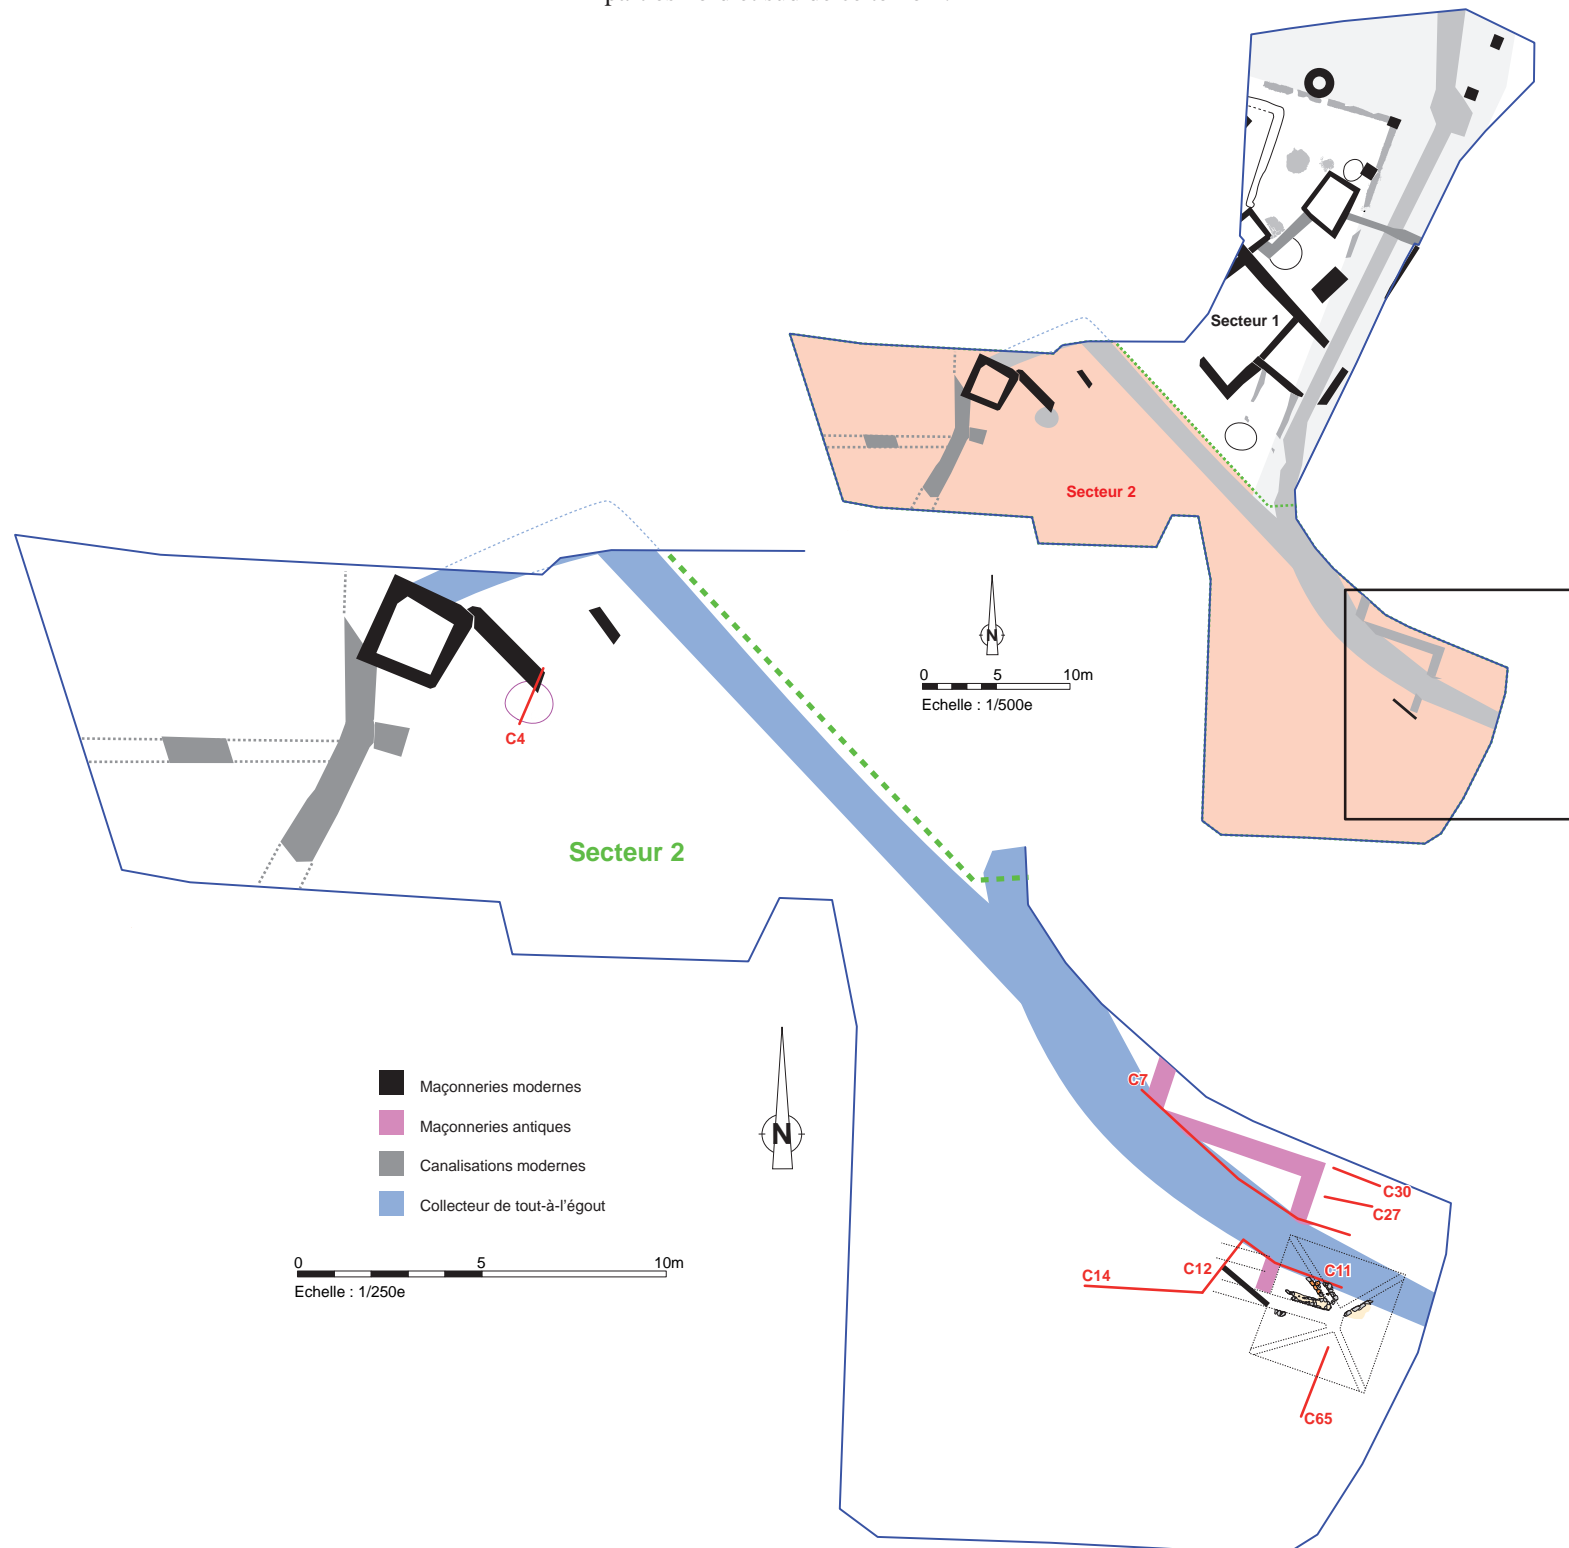 Secteur 1
Secteur 2
N
0 5 10m
Echelle : 1/500e
C4
Secteur 2
Maçonneries modernes
Maçonneries antiques
Canalisations modernes
Collecteur de tout-à-l’égout
N
0 5 10m
Echelle : 1/250e
C7
C30
C27
C14
C12
C11
C65